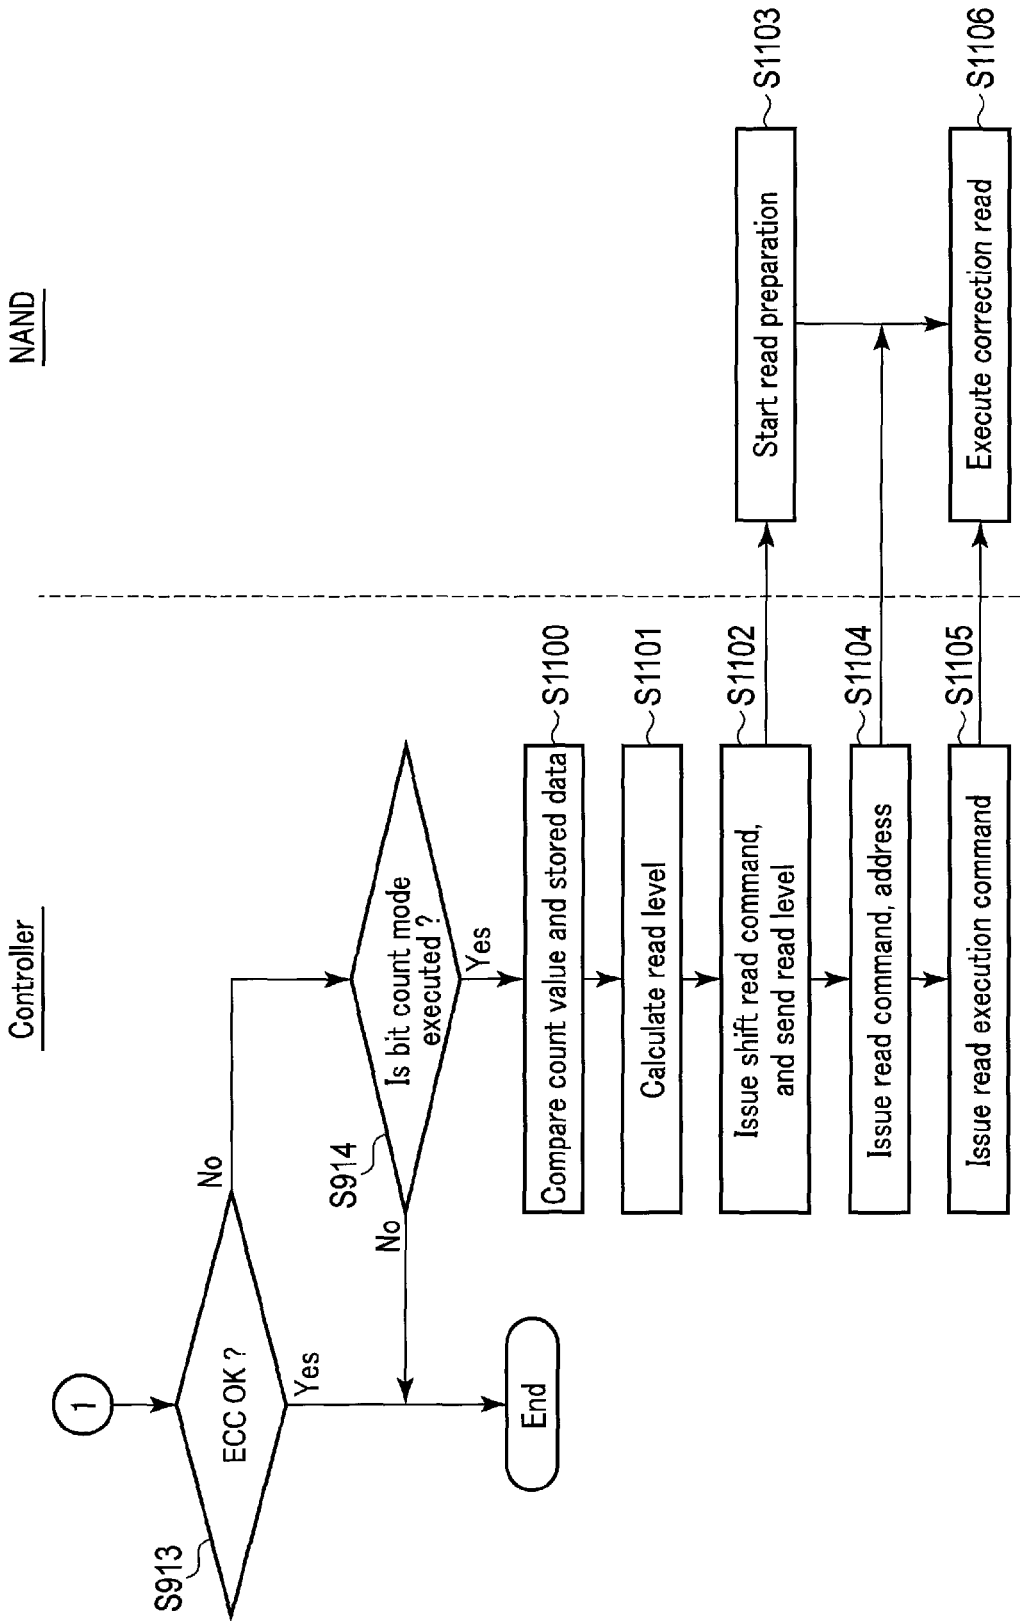 Controller
NAND
1
ECC OK ?
S913
No
Yes
Is bit count mode
executed ?
S914
No
Yes
End
Compare count value and stored data
S1100
Calculate read level
S1101
Issue shift read command,
and send read level
S1102
Start read preparation
S1103
Issue read command, address
S1104
Issue read execution command
S1105
Execute correction read
S1106